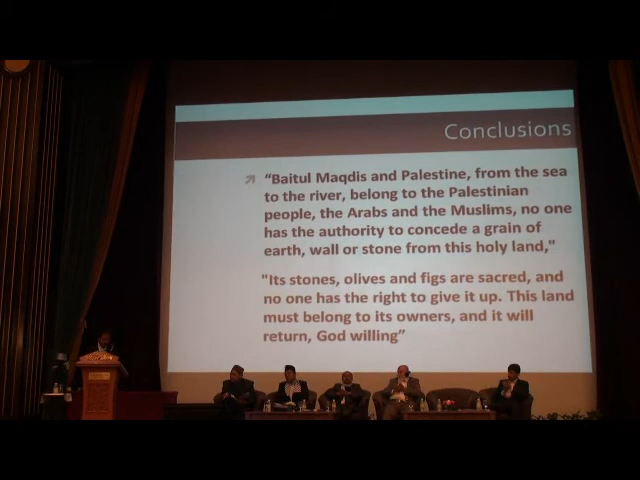 Conclusions
“Baitul Maqdis and Palestine, from the sea
to the river, belong to the Palestinian
people, the Arabs and the Muslims, no one
has the authority to concede a grain of
earth, wall or stone from this holy land,"
"Its stones, olives and figs are sacred, and
no one has the right to give it up. This land
must belong to its owners, and it will
return, God willing”